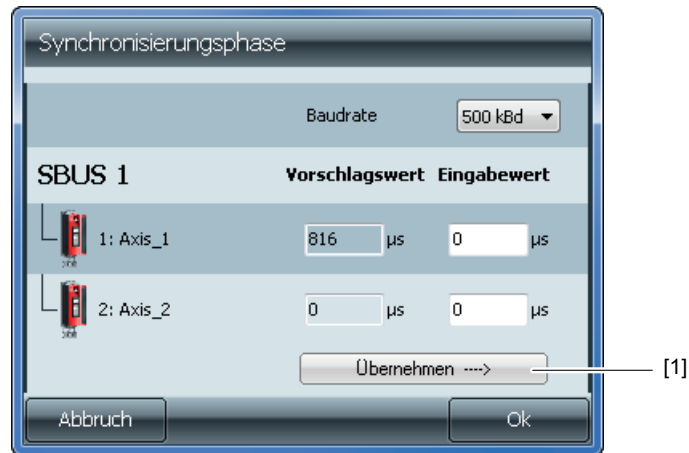 Synchronisierungsphase
Baudrate 500 kBd
SBUS 1 Vorschlagswert Eingabewert
1: Axis_1 816 µs 0 µs
2: Axis_2 0 µs 0 µs
Übernehmen ----> [1]
Abbruch Ok